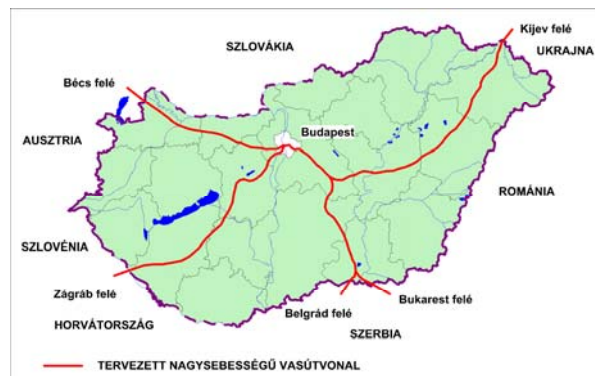 Kijev felé
SZLOVÁKIA
UKRAJNA
Bécs felé
Budapest
AUSZTRIA
ROMÁNIA
SZLOVÉNIA
Zágráb felé
Bukarest felé
Belgrád felé
HORVÁTORSZÁG
SZERBIA
TERVEZETT NAGYSEBESSÉGŰ VASÚTVONAL